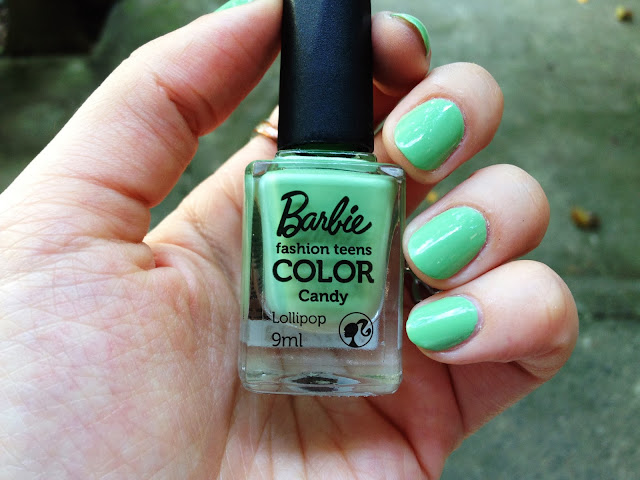 Barbie
fashion teens
COLOR
Candy
Lollipop
9ml